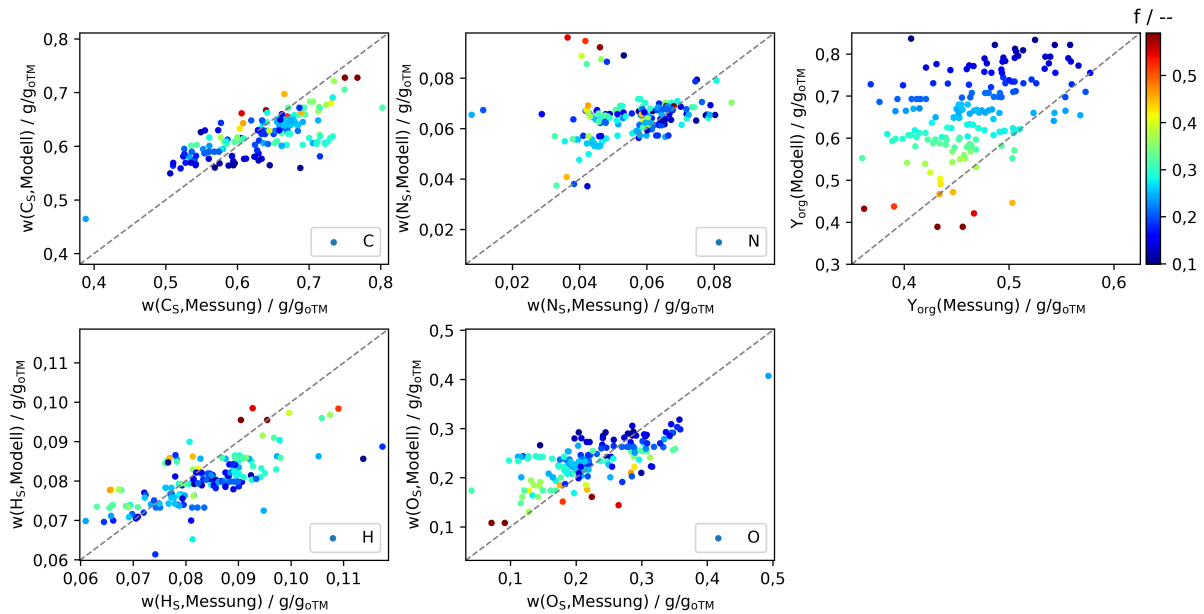 f / --
0,8
0,7
0,6
0,5
0,4
w(C_S,Modell) / g/g_oTM
0,4 0,5 0,6 0,7 0,8
w(C_S,Messung) / g/g_oTM
C
0,08
0,06
0,04
0,02
w(N_S,Modell) / g/g_oTM
0,02 0,04 0,06 0,08
w(N_S,Messung) / g/g_oTM
N
0,8
0,7
0,6
0,5
0,4
0,3
Y_org(Modell) / g/g_oTM
0,4 0,5 0,6
Y_org(Messung) / g/g_oTM
0,5
0,4
0,3
0,2
0,1
0,11
0,10
0,09
0,08
0,07
0,06
w(H_S,Modell) / g/g_oTM
0,06 0,07 0,08 0,09 0,10 0,11
w(H_S,Messung) / g/g_oTM
H
0,5
0,4
0,3
0,2
0,1
w(O_S,Modell) / g/g_oTM
0,1 0,2 0,3 0,4 0,5
w(O_S,Messung) / g/g_oTM
O